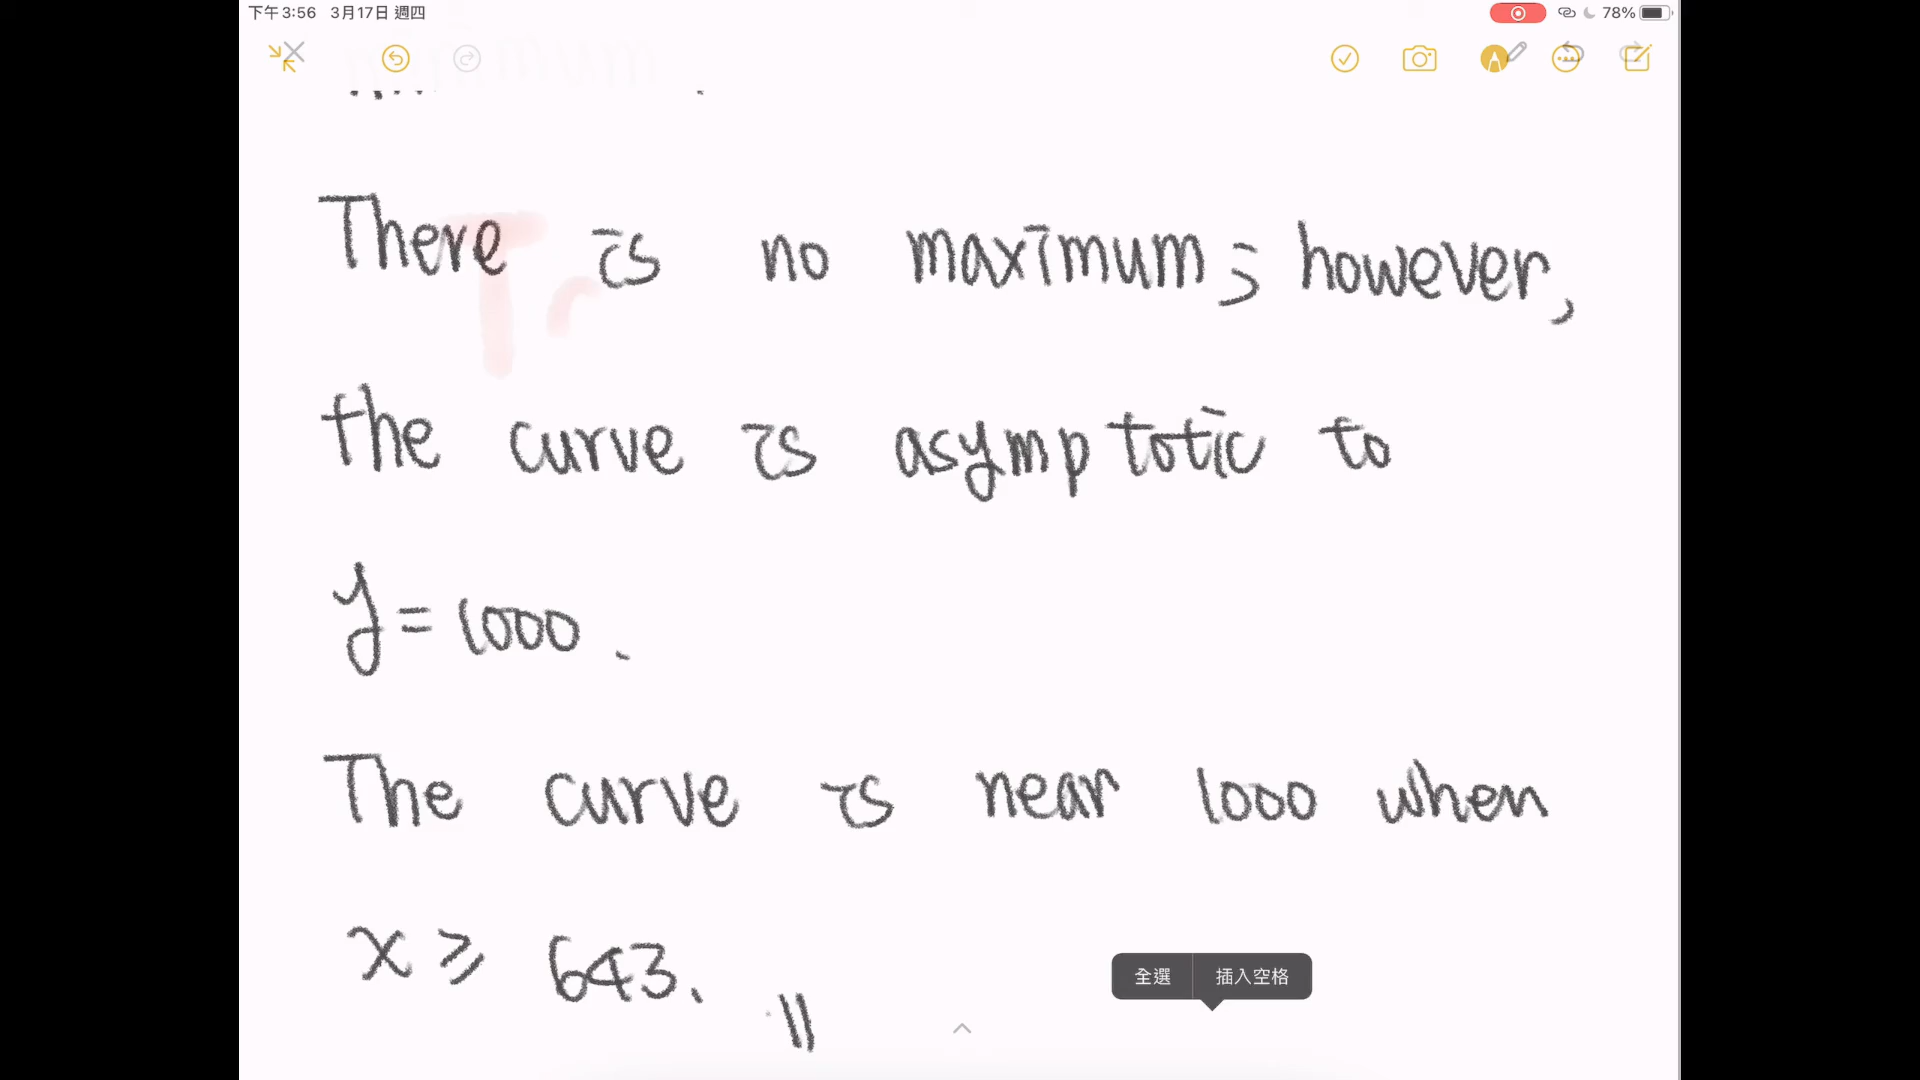 下午3:56 3月17日 週四
78%
There is no maximum; however,
the curve is asymptotic to
y=1000.
The curve is near 1000 when
x ≥ 643.
全選 插入空格